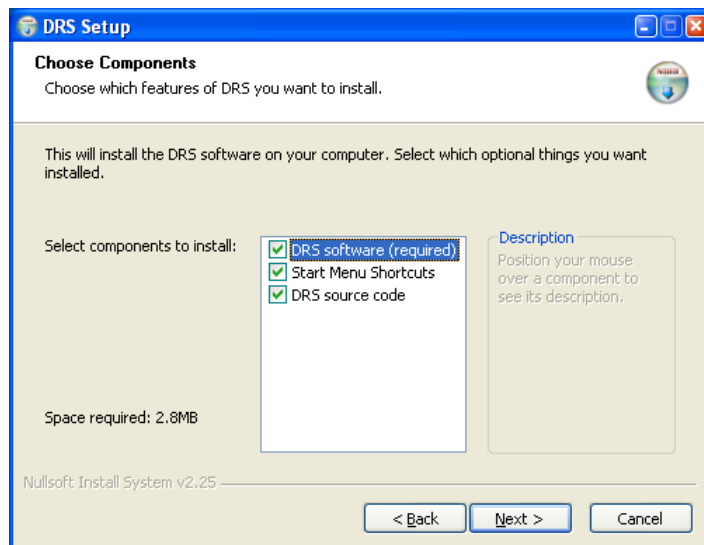 DRS Setup
Choose Components
Choose which features of DRS you want to install.
This will install the DRS software on your computer. Select which optional things you want
installed.
Select components to install:
DRS software (required)
Start Menu Shortcuts
DRS source code
Description
Position your mouse
over a component to
see its description.
Space required: 2.8MB
Nullsoft Install System v2.25
< Back
Next >
Cancel